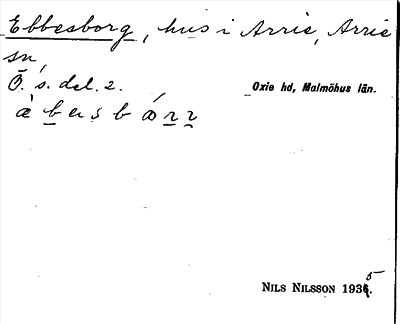 Ebbesborg, hus i Arrie, Arrie
sn,
Ö. s. del. 2.
Oxie hd, Malmöhus län.
NILS NILSSON 1935.